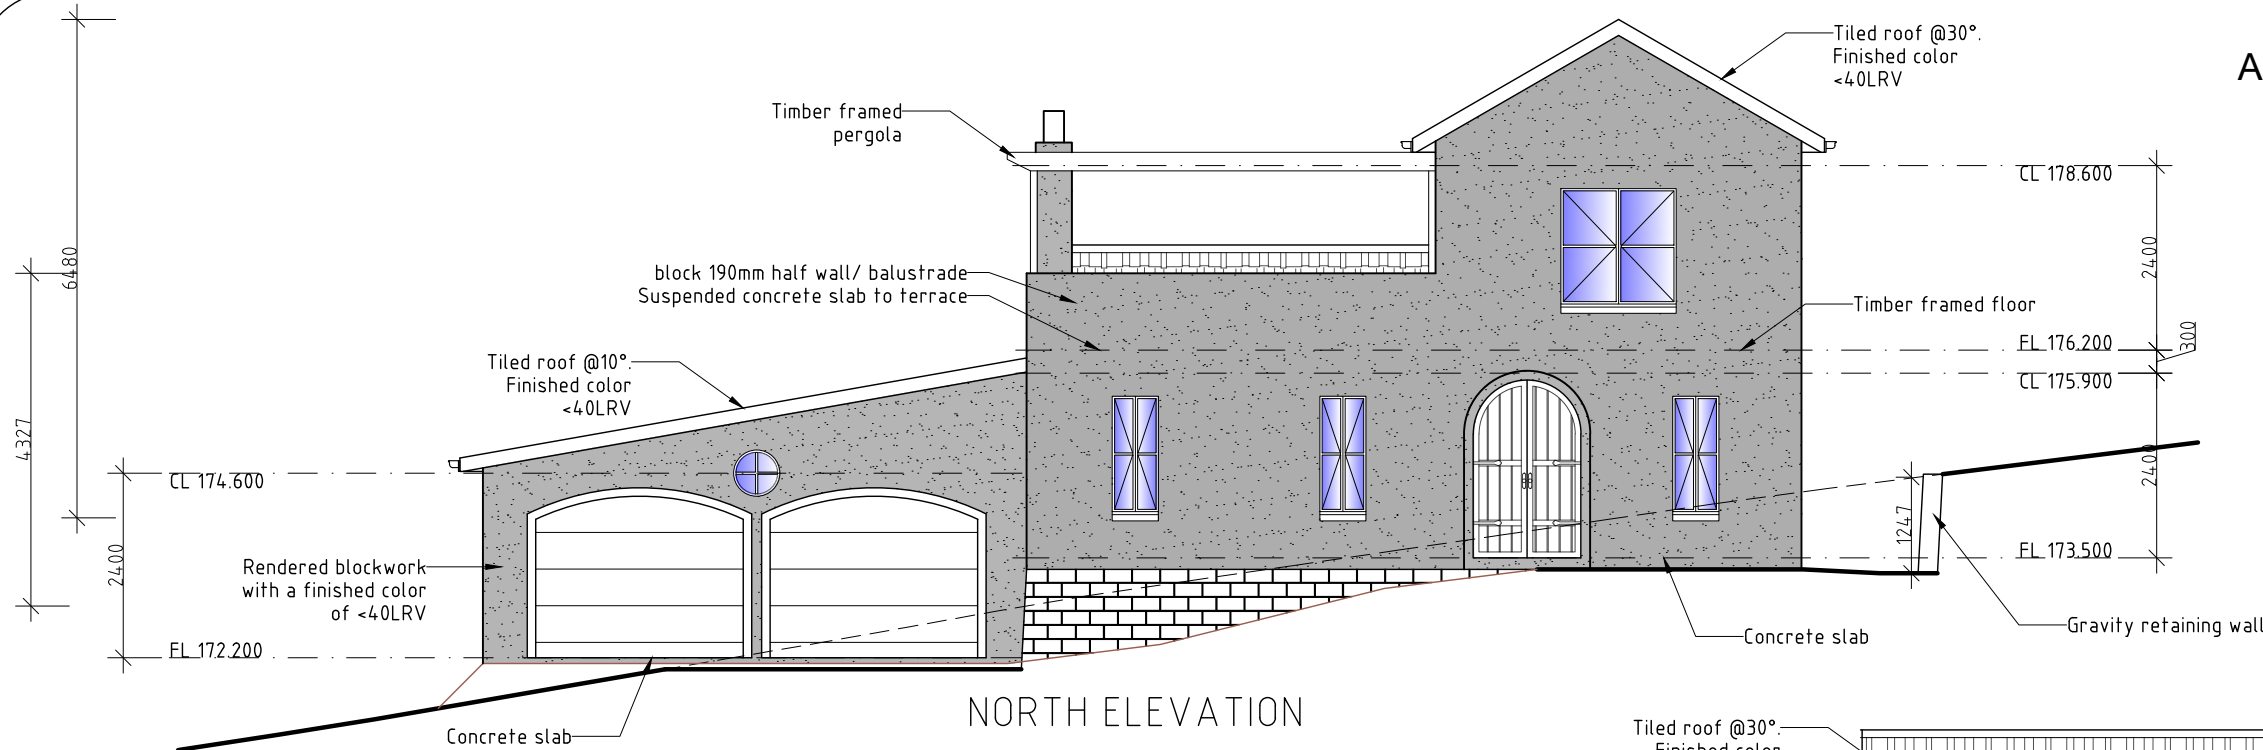 Tiled roof @30°.
Finished color
<40LRV
A
Timber framed
pergola
CL 178.600
6480
2400
block 190mm half wall/ balustrade
Suspended concrete slab to terrace
Timber framed floor
FL 176.200
300
CL 175.900
Tiled roof @10°.
Finished color
<40LRV
4327
CL 174.600
2400
2400
1247
FL 173.500
Rendered blockwork
with a finished color
of <40LRV
FL 172.200
Gravity retaining wall
Concrete slab
NORTH ELEVATION
Concrete slab
Tiled roof @30°.
Finished color